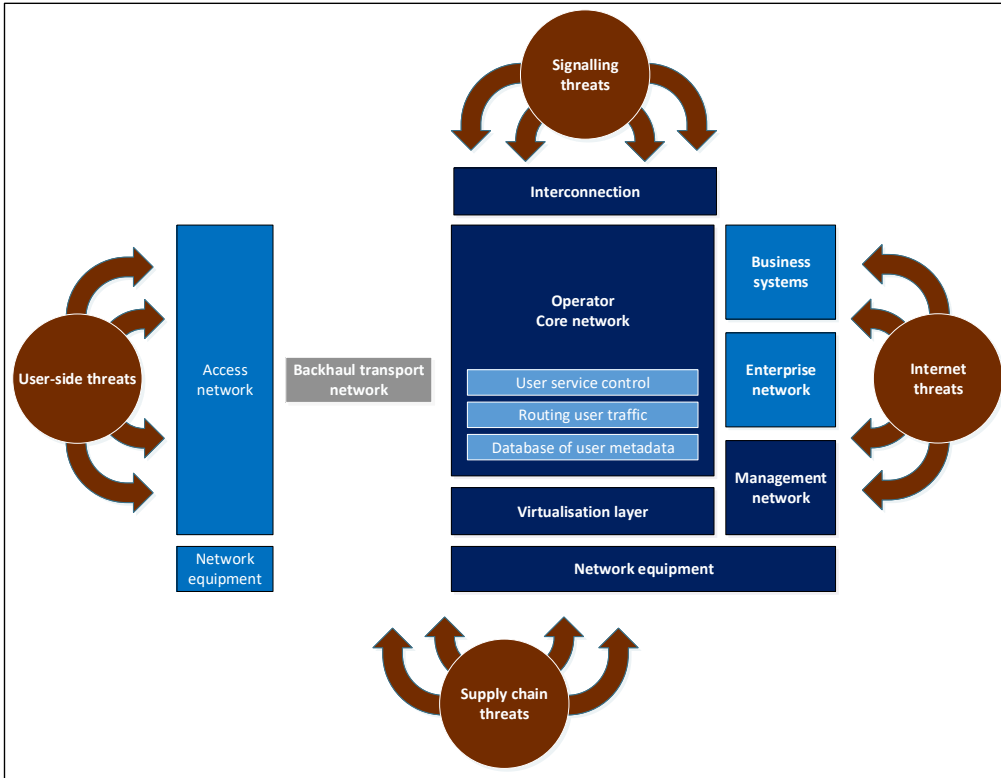 Signalling
threats
Interconnection
Business
systems
Operator
Core network
User-side threats
Access
network
Backhaul transport
network
User service control
Routing user traffic
Database of user metadata
Enterprise
network
Internet
threats
Management
network
Virtualisation layer
Network
equipment
Network equipment
Supply chain
threats